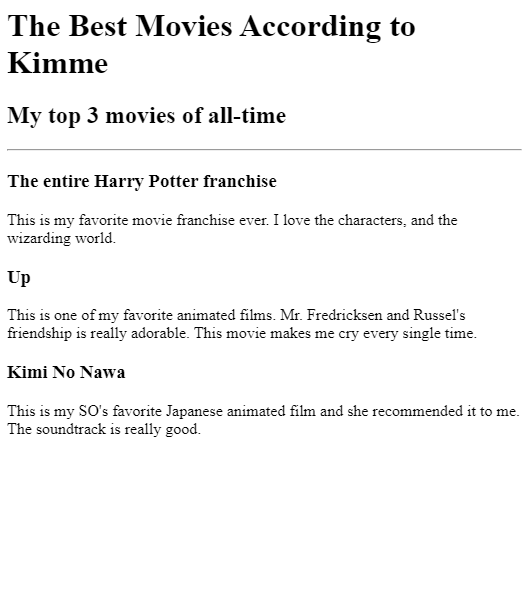 The Best Movies According to
Kimme
My top 3 movies of all-time
The entire Harry Potter franchise
This is my favorite movie franchise ever. I love the characters, and the
wizarding world.
Up
This is one of my favorite animated films. Mr. Fredricksen and Russel's
friendship is really adorable. This movie makes me cry every single time.
Kimi No Nawa
This is my SO's favorite Japanese animated film and she recommended it to me.
The soundtrack is really good.